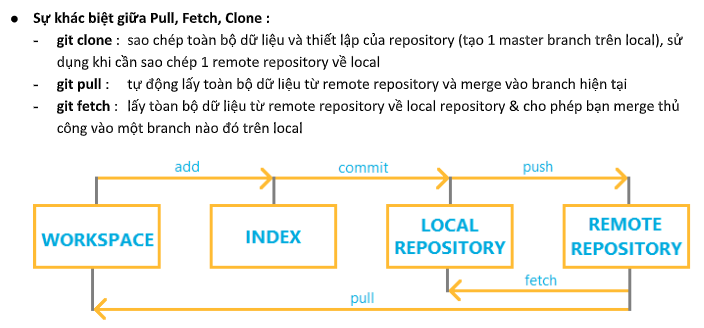 ● Sự khác biệt giữa Pull, Fetch, Clone :
- git clone : sao chép toàn bộ dữ liệu và thiết lập của repository (tạo 1 master branch trên local), sử
dụng khi cần sao chép 1 remote repository về local
- git pull : tự động lấy toàn bộ dữ liệu từ remote repository và merge vào branch hiện tại
- git fetch : lấy tòan bộ dữ liệu từ remote repository về local repository & cho phép bạn merge thủ
công vào một branch nào đó trên local
add
commit
push
WORKSPACE
INDEX
LOCAL
REPOSITORY
REMOTE
REPOSITORY
fetch
pull